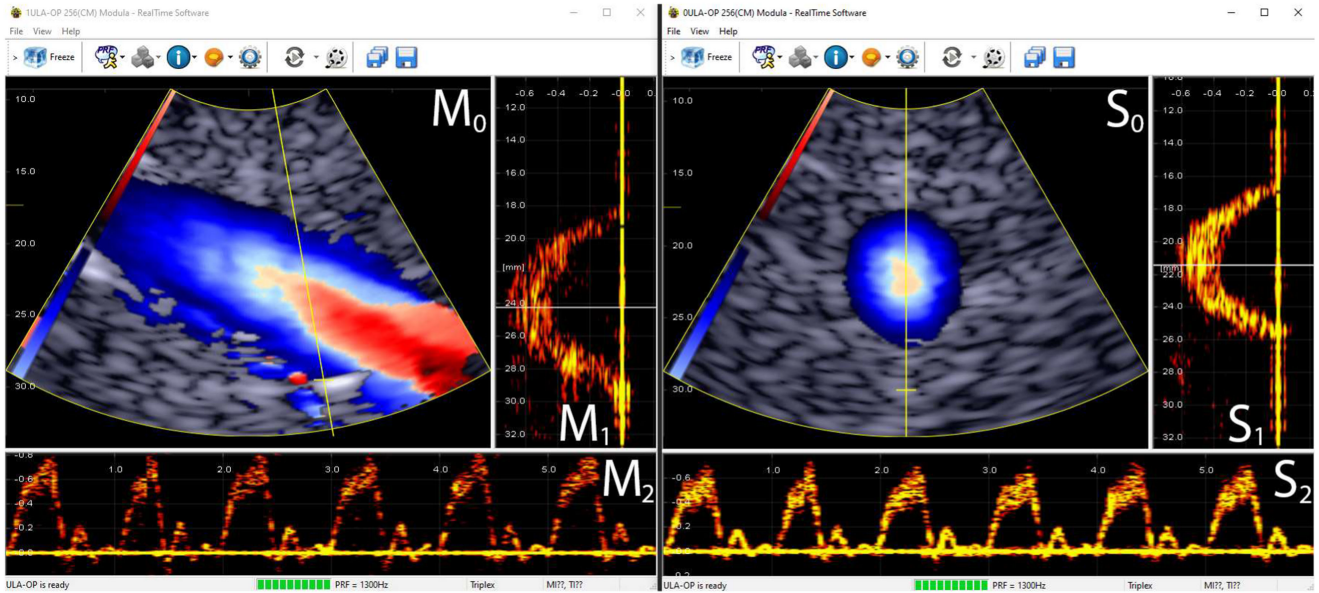 1ULA-OP 256(CM) Modula - RealTime Software
File View Help
> Freeze PRF
10.0
15.0
20.0
25.0
30.0
M0
-0.6 -0.4 -0.2 -0.0 0.
12.0
14.0
16.0
18.0
20.0
[mm]
24.0
26.0
28.0
30.0
32.0
M1
-0.8
-0.6
-0.4
-0.2
-0.0
1.0 2.0 3.0 4.0 5.0
M2
ULA-OP is ready PRF = 1300Hz Triplex MI??, TI??
0ULA-OP 256(CM) Modula - RealTime Software
File View Help
> Freeze PRF
10.0
15.0
20.0
25.0
30.0
S0
-0.6 -0.4 -0.2 -0.0
12.0
14.0
16.0
18.0
20.0
[mm]
24.0
26.0
28.0
30.0
32.0
S1
-0.6
-0.4
-0.2
0.0
0.2
1.0 2.0 3.0 4.0 5.0
S2
ULA-OP is ready PRF = 1300Hz Triplex MI??, TI??